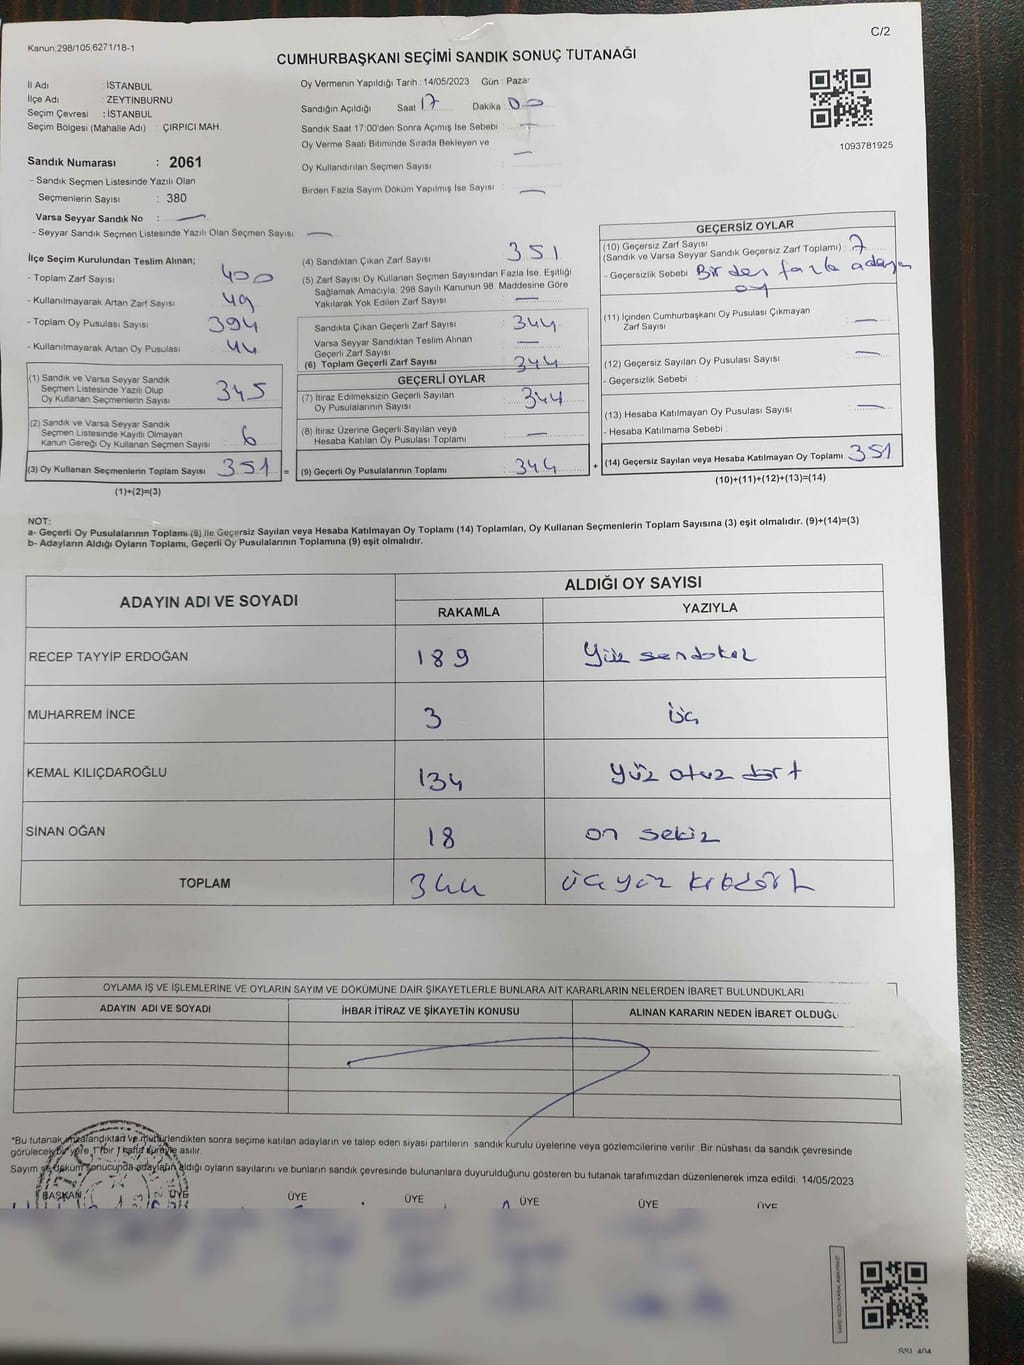 Kanun;298/105;6271/18-1
C/2
CUMHURBAŞKANI SEÇİMİ SANDIK SONUÇ TUTANAĞI
İl Adı : İSTANBUL
İlçe Adı : ZEYTİNBURNU
Seçim Çevresi : İSTANBUL
Seçim Bölgesi (Mahalle Adı) : ÇIRPICI MAH.
Oy Vermenin Yapıldığı Tarih : 14/05/2023 Gün : Pazar
Sandığın Açıldığı Saat 17 Dakika 00
Sandık Saat 17:00'den Sonra Açımış İse Sebebi : —
Oy Verme Saati Bitiminde Sırada Bekleyen ve
Oy Kullandırılan Seçmen Sayısı : —
Birden Fazla Sayım Döküm Yapılmış İse Sayısı : —
1093781925
Sandık Numarası : 2061
- Sandık Seçmen Listesinde Yazılı Olan
Seçmenlerin Sayısı : 380
Varsa Seyyar Sandık No : —
- Seyyar Sandık Seçmen Listesinde Yazılı Olan Seçmen Sayısı : —
İlçe Seçim Kurulundan Teslim Alınan;
- Toplam Zarf Sayısı : 400
- Kullanılmayarak Artan Zarf Sayısı : 49
- Toplam Oy Pusulası Sayısı : 394
- Kullanılmayarak Artan Oy Pusulası : 44
(1) Sandık ve Varsa Seyyar Sandık
Seçmen Listesinde Yazılı Olup
Oy Kullanan Seçmenlerin Sayısı : 345
(2) Sandık ve Varsa Seyyar Sandık
Seçmen Listesinde Kayıtlı Olmayan
Kanun Gereği Oy Kullanan Seçmen Sayısı : 6
(3) Oy Kullanan Seçmenlerin Toplam Sayısı : 351 =
(1)+(2)=(3)
(4) Sandıktan Çıkan Zarf Sayısı : 351
(5) Zarf Sayısı Oy Kullanan Seçmen Sayısından Fazla İse, Eşitliği
Sağlamak Amacıyla, 298 Sayılı Kanunun 98. Maddesine Göre
Yakılarak Yok Edilen Zarf Sayısı : —
Sandıkta Çıkan Geçerli Zarf Sayısı : 344
Varsa Seyyar Sandıktan Teslim Alınan
Geçerli Zarf Sayısı : —
(6) Toplam Geçerli Zarf Sayısı : 344
GEÇERLİ OYLAR
(7) İtiraz Edilmeksizin Geçerli Sayılan
Oy Pusulalarının Sayısı : 344
(8) İtiraz Üzerine Geçerli Sayılan veya
Hesaba Katılan Oy Pusulası Toplamı : —
(9) Geçerli Oy Pusulalarının Toplamı : 344 +
GEÇERSİZ OYLAR
(10) Geçersiz Zarf Sayısı
(Sandık ve Varsa Seyyar Sandık Geçersiz Zarf Toplamı) : 7
- Geçersizlik Sebebi : Birden fazla adaya
oy
(11) İçinden Cumhurbaşkanı Oy Pusulası Çıkmayan
Zarf Sayısı : —
(12) Geçersiz Sayılan Oy Pusulası Sayısı : —
- Geçersizlik Sebebi :
(13) Hesaba Katılmayan Oy Pusulası Sayısı : —
- Hesaba Katılmama Sebebi :
(14) Geçersiz Sayılan veya Hesaba Katılmayan Oy Toplamı 351
(10)+(11)+(12)+(13)=(14)
NOT:
a- Geçerli Oy Pusulalarının Toplamı (9) ile Geçersiz Sayılan veya Hesaba Katılmayan Oy Toplamı (14) Toplamları, Oy Kullanan Seçmenlerin Toplam Sayısına (3) eşit olmalıdır. (9)+(14)=(3)
b- Adayların Aldığı Oyların Toplamı, Geçerli Oy Pusulalarının Toplamına (9) eşit olmalıdır.
ADAYIN ADI VE SOYADI
ALDIĞI OY SAYISI
RAKAMLA YAZIYLA
RECEP TAYYİP ERDOĞAN 189 Yüz
MUHARREM İNCE 3 üç
KEMAL KILIÇDAROĞLU 134 yüz otuz dört
SİNAN OĞAN 18 on sekiz
TOPLAM 344 üçyüz kırkdört
OYLAMA İŞ VE İŞLEMLERİNE VE OYLARIN SAYIM VE DÖKÜMÜNE DAİR ŞİKAYETLERLE BUNLARA AİT KARARLARIN NELERDEN İBARET BULUNDUKLARI
ADAYIN ADI VE SOYADI İHBAR İTİRAZ VE ŞİKAYETİN KONUSU ALINAN KARARIN NEDEN İBARET OLDUĞU
*Bu tutanak imzalandıktan ve mühürlendikten sonra seçime katılan adayların ve talep eden siyasi partilerin sandık kurulu üyelerine veya gözlemcilerine verilir. Bir nüshası da sandık çevresinde
görülecek bir yere 1 (bir) hafta süreyle asılır.
Sayım ve döküm sonucunda adayların aldığı oyların sayılarını ve bunların sandık çevresinde bulunanlara duyurulduğunu gösteren bu tutanak tarafımızdan düzenlenerek imza edildi. 14/05/2023
BAŞKAN ÜYE ÜYE ÜYE ÜYE ÜYE ÜYE